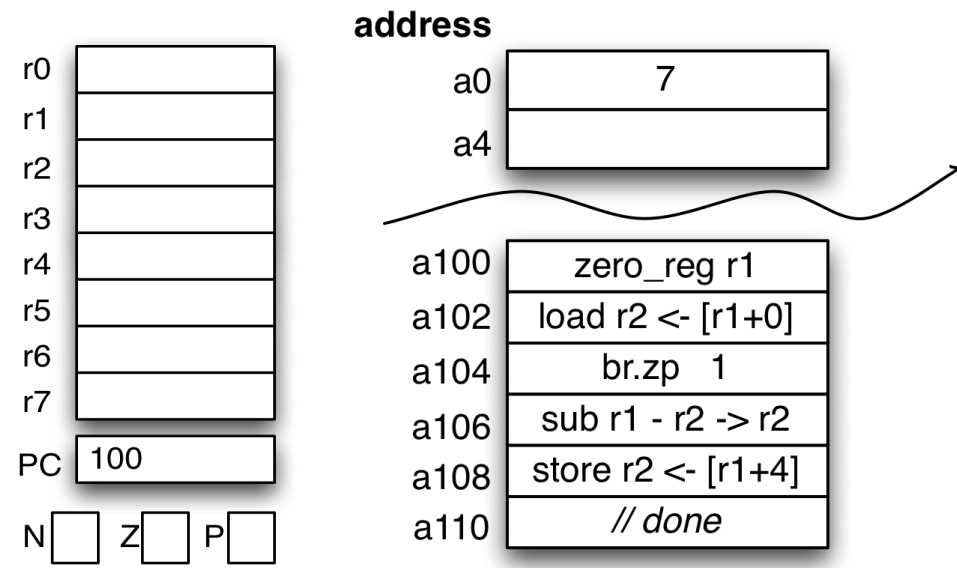 r0
r1
r2
r3
r4
r5
r6
r7
PC 100
N Z P
address
a0 7
a4
a100 zero_reg r1
a102 load r2 <- [r1+0]
a104 br.zp 1
a106 sub r1 - r2 -> r2
a108 store r2 <- [r1+4]
a110 // done